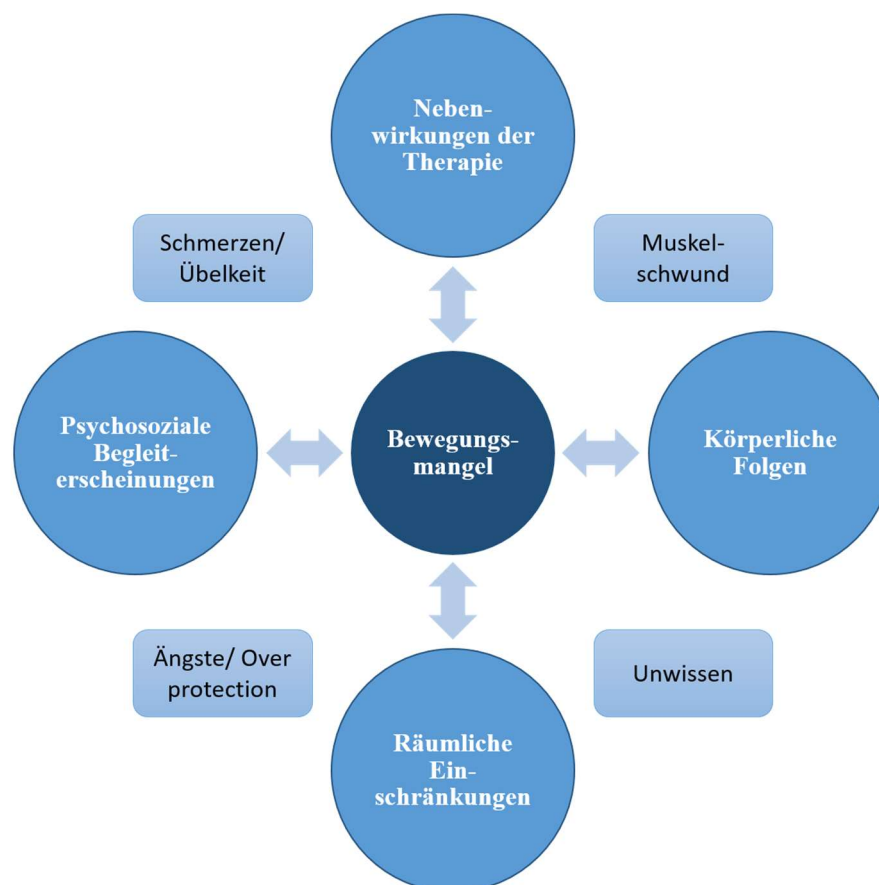 Neben-
wirkungen der
Therapie
Schmerzen/
Übelkeit
Muskel-
schwund
Psychosoziale
Begleit-
erscheinungen
Bewegungs-
mangel
Körperliche
Folgen
Ängste/ Over
protection
Unwissen
Räumliche
Ein-
schränkungen